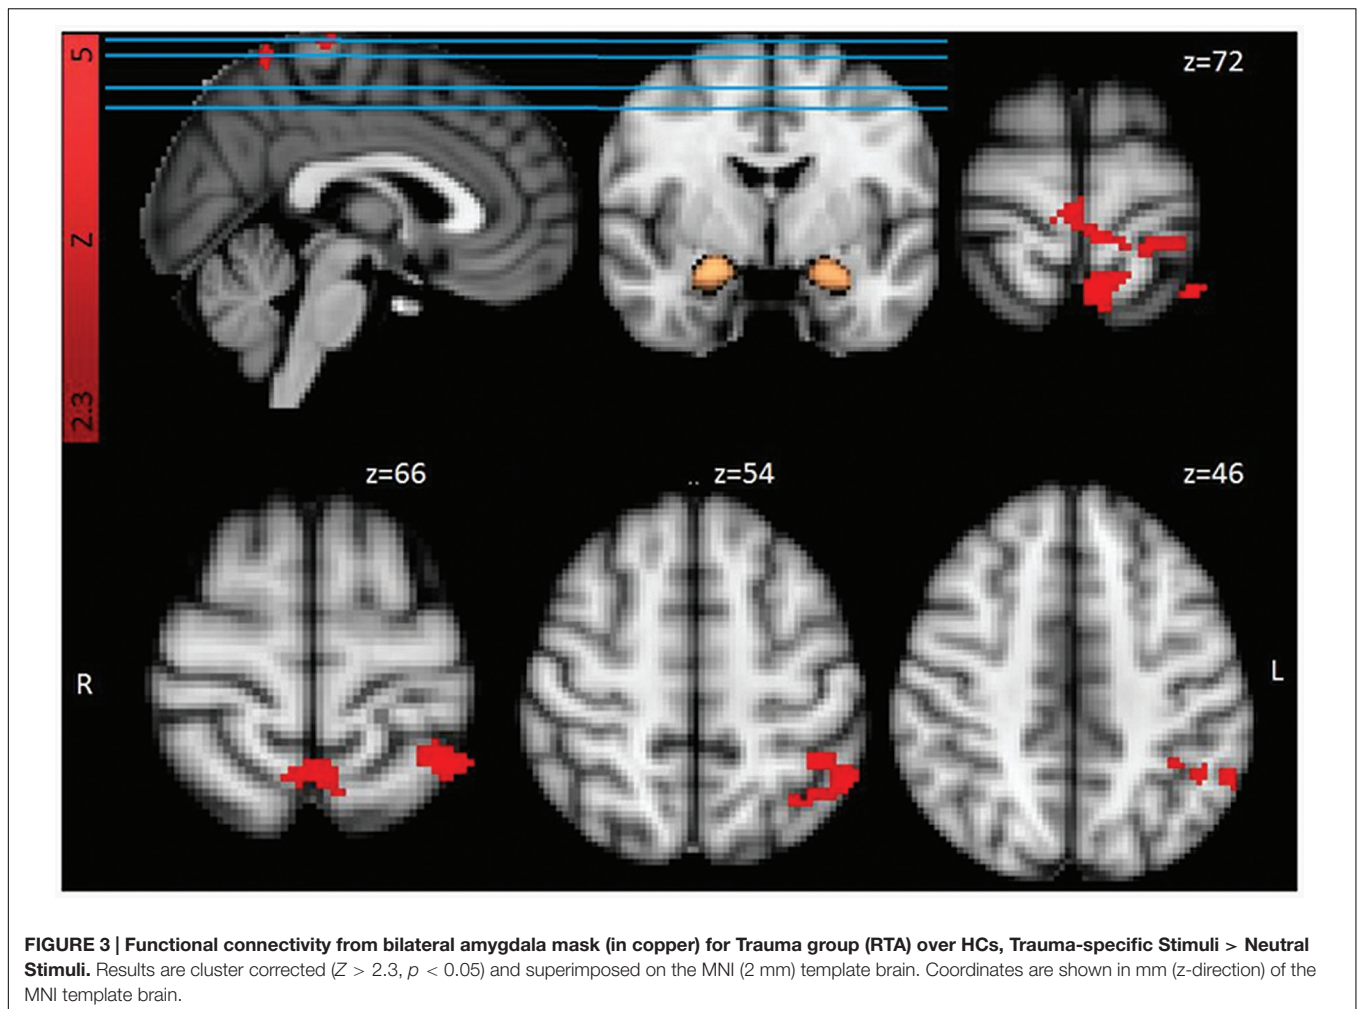 5
Z
2.3
z=72
z=66
.. z=54
z=46
R
L
FIGURE 3 | Functional connectivity from bilateral amygdala mask (in copper) for Trauma group (RTA) over HCs, Trauma-specific Stimuli > Neutral
Stimuli. Results are cluster corrected (Z > 2.3, p < 0.05) and superimposed on the MNI (2 mm) template brain. Coordinates are shown in mm (z-direction) of the
MNI template brain.